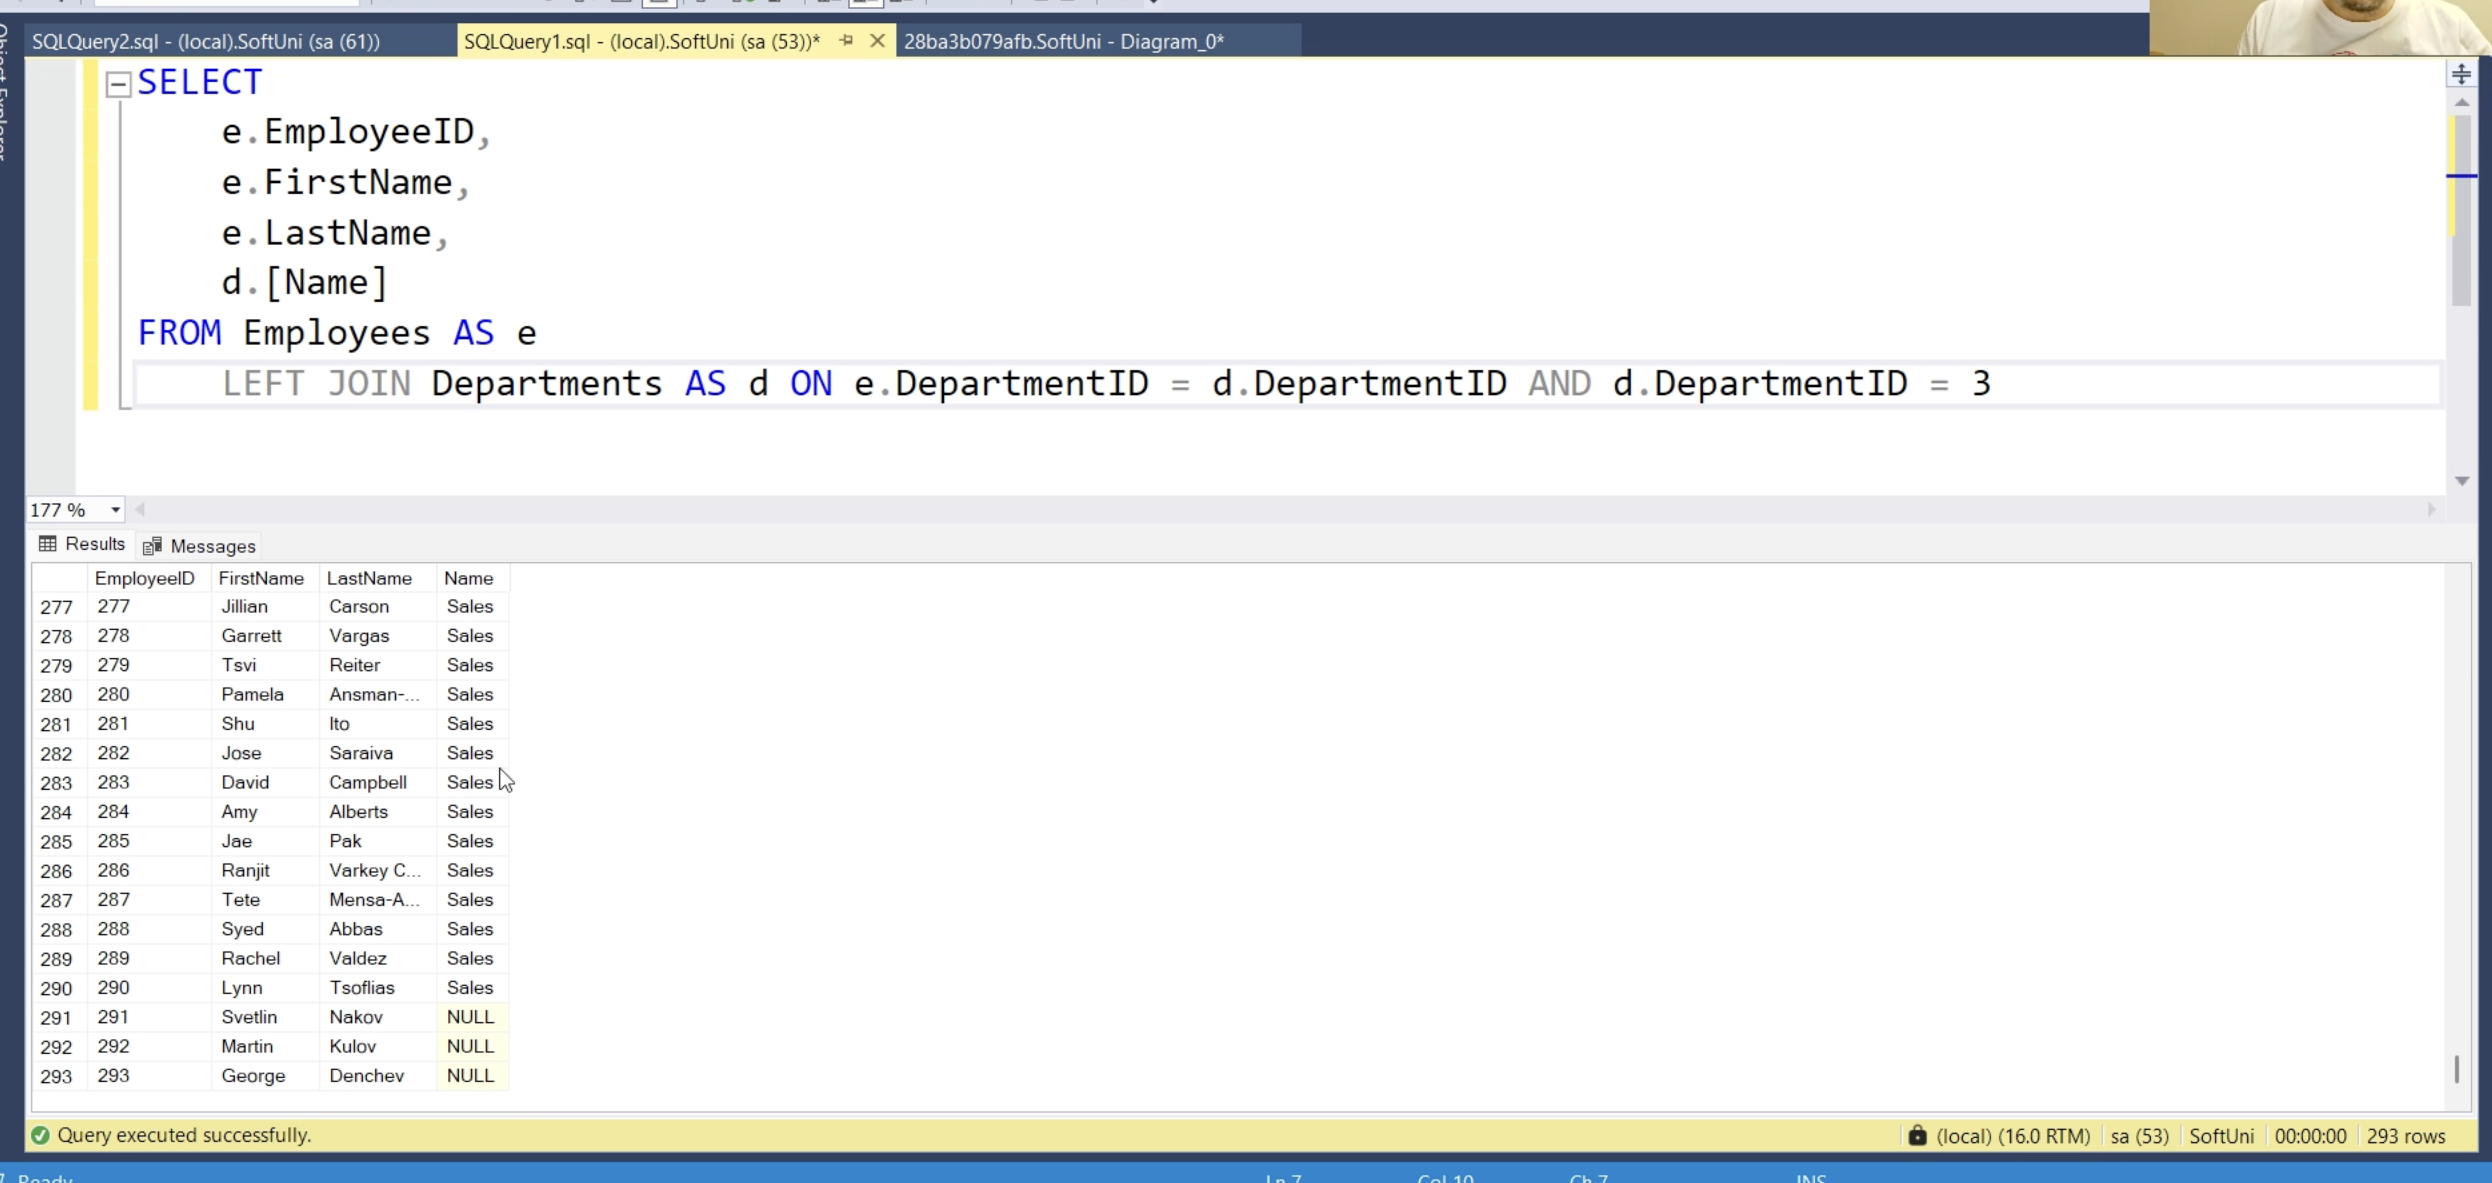 Object Explorer
SQLQuery2.sql - (local).SoftUni (sa (61))
SQLQuery1.sql - (local).SoftUni (sa (53))*
28ba3b079afb.SoftUni - Diagram_0*
SELECT
e.EmployeeID,
e.FirstName,
e.LastName,
d.[Name]
FROM Employees AS e
LEFT JOIN Departments AS d ON e.DepartmentID = d.DepartmentID AND d.DepartmentID = 3
177 %
Results Messages
EmployeeID FirstName LastName Name
277 277 Jillian Carson Sales
278 278 Garrett Vargas Sales
279 279 Tsvi Reiter Sales
280 280 Pamela Ansman-... Sales
281 281 Shu Ito Sales
282 282 Jose Saraiva Sales
283 283 David Campbell Sales
284 284 Amy Alberts Sales
285 285 Jae Pak Sales
286 286 Ranjit Varkey C... Sales
287 287 Tete Mensa-A... Sales
288 288 Syed Abbas Sales
289 289 Rachel Valdez Sales
290 290 Lynn Tsoflias Sales
291 291 Svetlin Nakov NULL
292 292 Martin Kulov NULL
293 293 George Denchev NULL
Query executed successfully.
(local) (16.0 RTM) sa (53) SoftUni 00:00:00 293 rows
Ready Ln 7 Col 10 Ch 7 INS